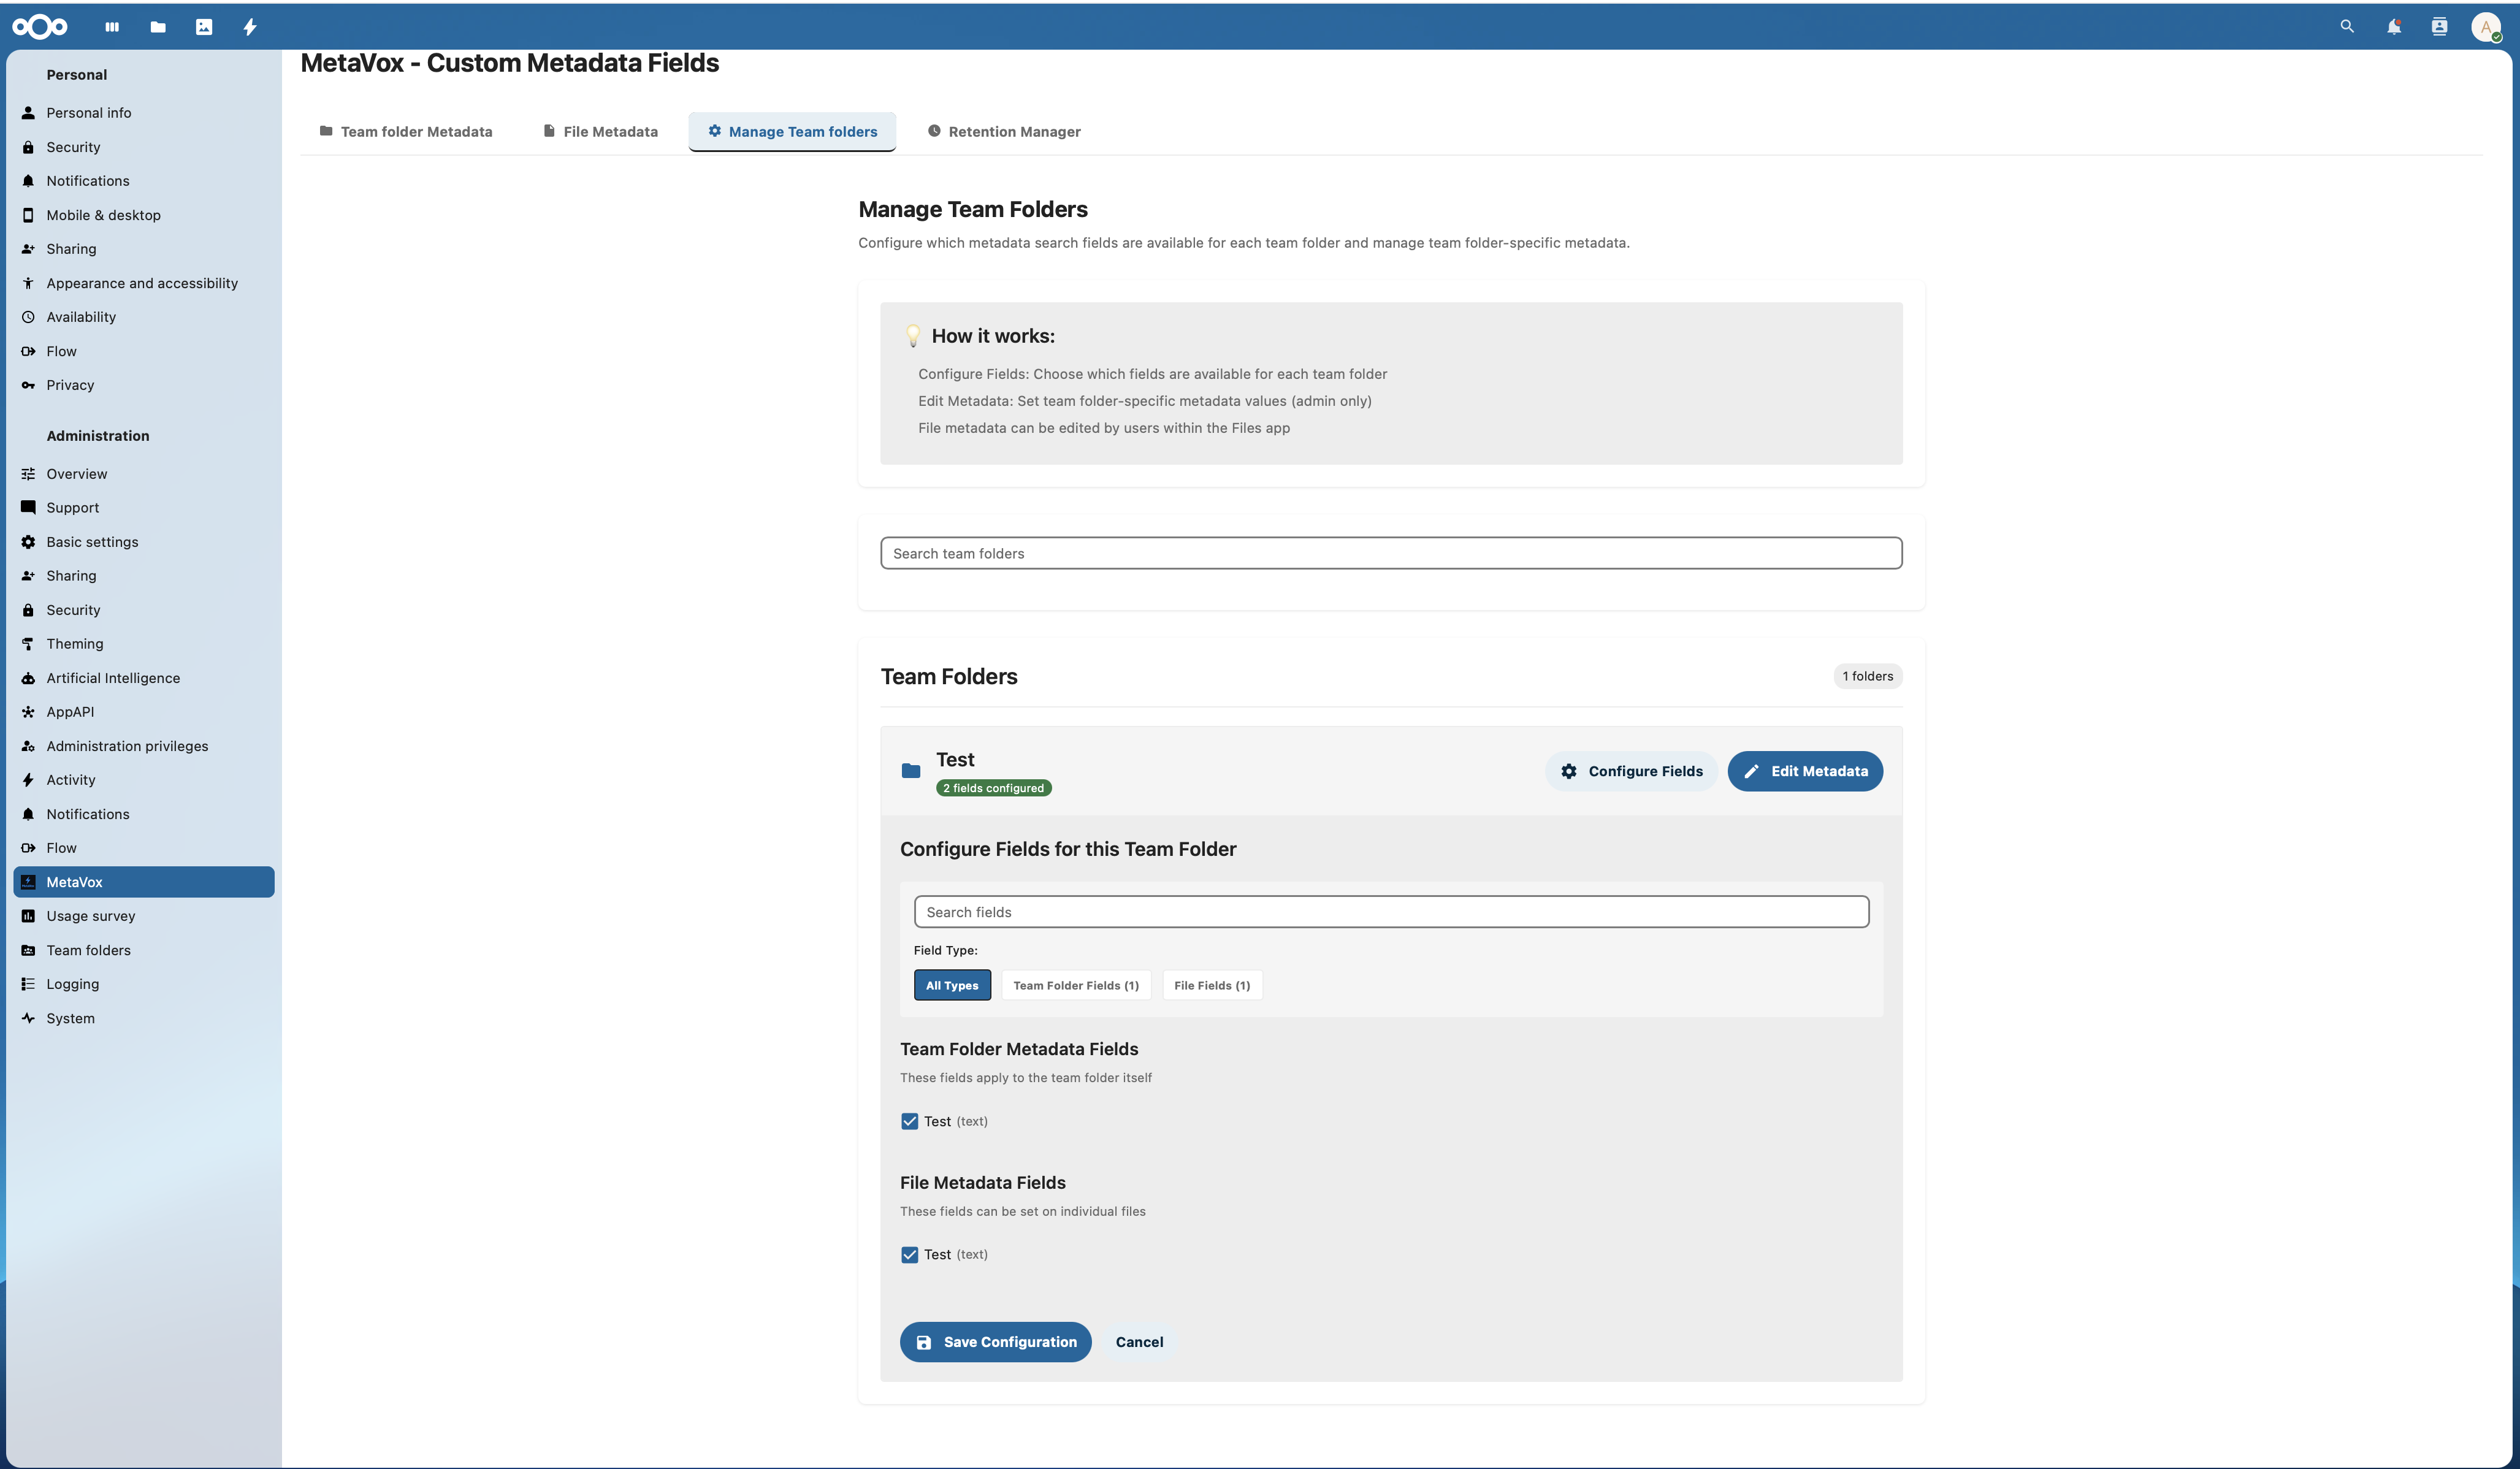 A
Personal
Personal info
Security
Notifications
Mobile & desktop
Sharing
Appearance and accessibility
Availability
Flow
Privacy
Administration
Overview
Support
Basic settings
Sharing
Security
Theming
Artificial Intelligence
AppAPI
Administration privileges
Activity
Notifications
Flow
MetaVox
Usage survey
Team folders
Logging
System
MetaVox - Custom Metadata Fields
Team folder Metadata
File Metadata
Manage Team folders
Retention Manager
Manage Team Folders
Configure which metadata search fields are available for each team folder and manage team folder-specific metadata.
How it works:
Configure Fields: Choose which fields are available for each team folder
Edit Metadata: Set team folder-specific metadata values (admin only)
File metadata can be edited by users within the Files app
Search team folders
Team Folders
1 folders
Test
2 fields configured
Configure Fields
Edit Metadata
Configure Fields for this Team Folder
Search fields
Field Type:
All Types
Team Folder Fields (1)
File Fields (1)
Team Folder Metadata Fields
These fields apply to the team folder itself
Test (text)
File Metadata Fields
These fields can be set on individual files
Test (text)
Save Configuration
Cancel